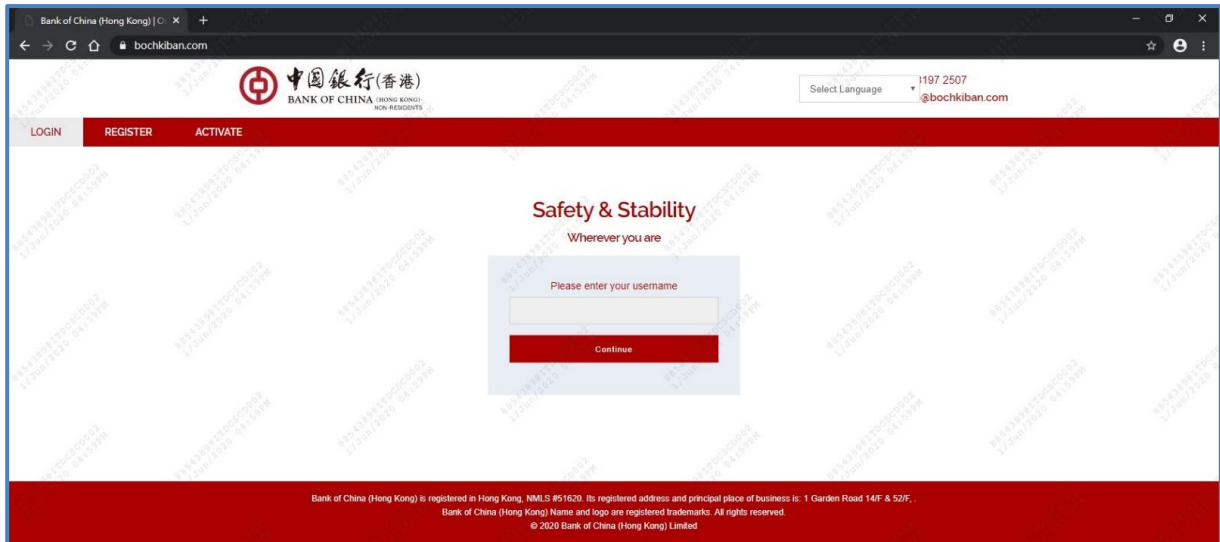 Bank of China (Hong Kong) | O
bochkiban.com
中国銀行(香港)
BANK OF CHINA (HONG KONG)
NON-RESIDENTS
Select Language
197 2507
@bochkiban.com
LOGIN REGISTER ACTIVATE
Safety & Stability
Wherever you are
Please enter your username
Continue
Bank of China (Hong Kong) is registered in Hong Kong, NMLS #51620. Its registered address and principal place of business is: 1 Garden Road 14/F & 52/F, .
Bank of China (Hong Kong) Name and logo are registered trademarks. All rights reserved.
© 2020 Bank of China (Hong Kong) Limited